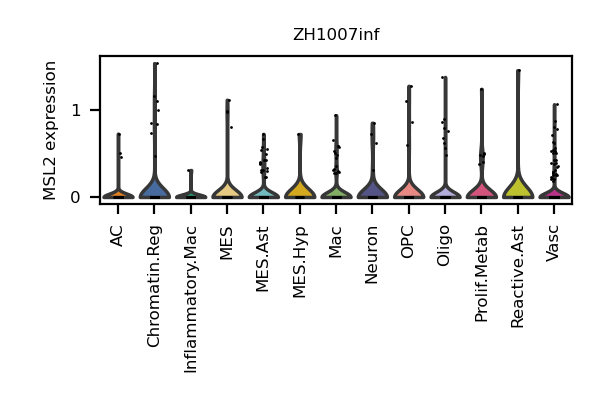 ZH1007inf
MSL2 expression
1
0
AC
Chromatin.Reg
Inflammatory.Mac
MES
MES.Ast
MES.Hyp
Mac
Neuron
OPC
Oligo
Prolif.Metab
Reactive.Ast
Vasc